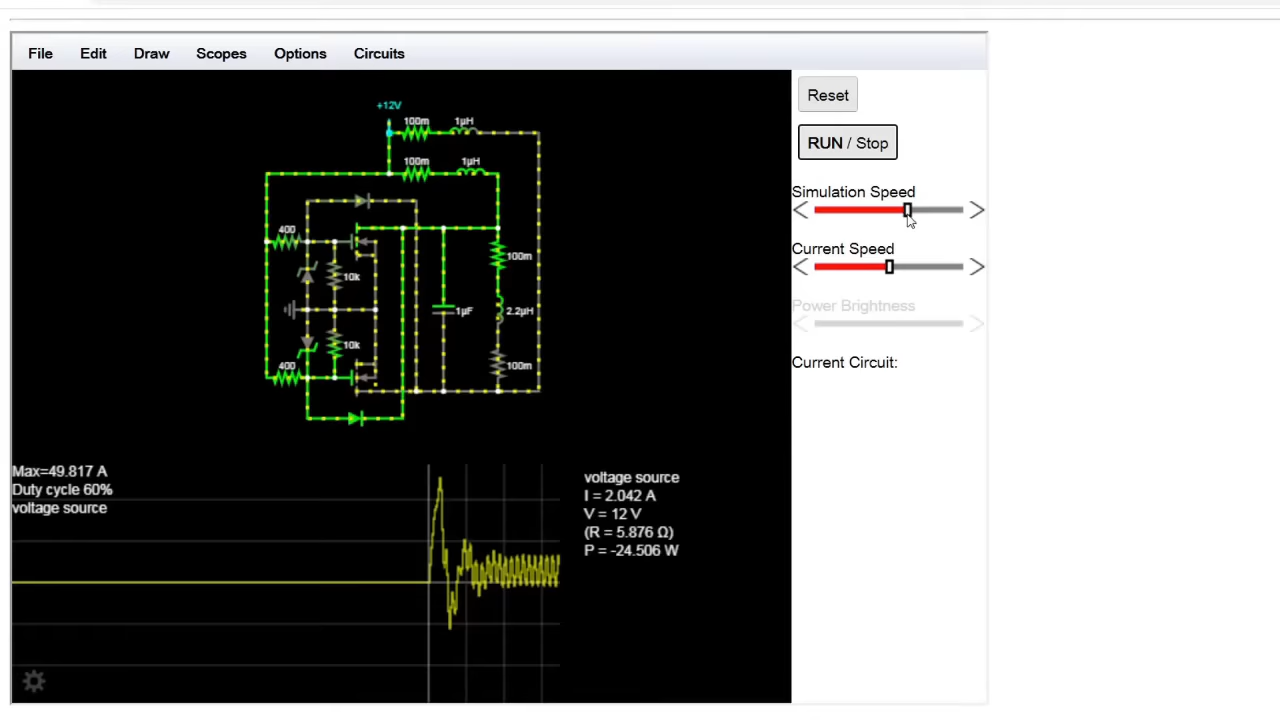 File Edit Draw Scopes Options Circuits
Reset
RUN / Stop
Simulation Speed
Current Speed
Power Brightness
Current Circuit:
+12V
100m 1µH
100m 1µH
400
100m
10k
1µF 2.2µH
10k
400 100m
Max=49.817 A
Duty cycle 60%
voltage source
voltage source
I = 2.042 A
V = 12 V
(R = 5.876 Ω)
P = -24.506 W